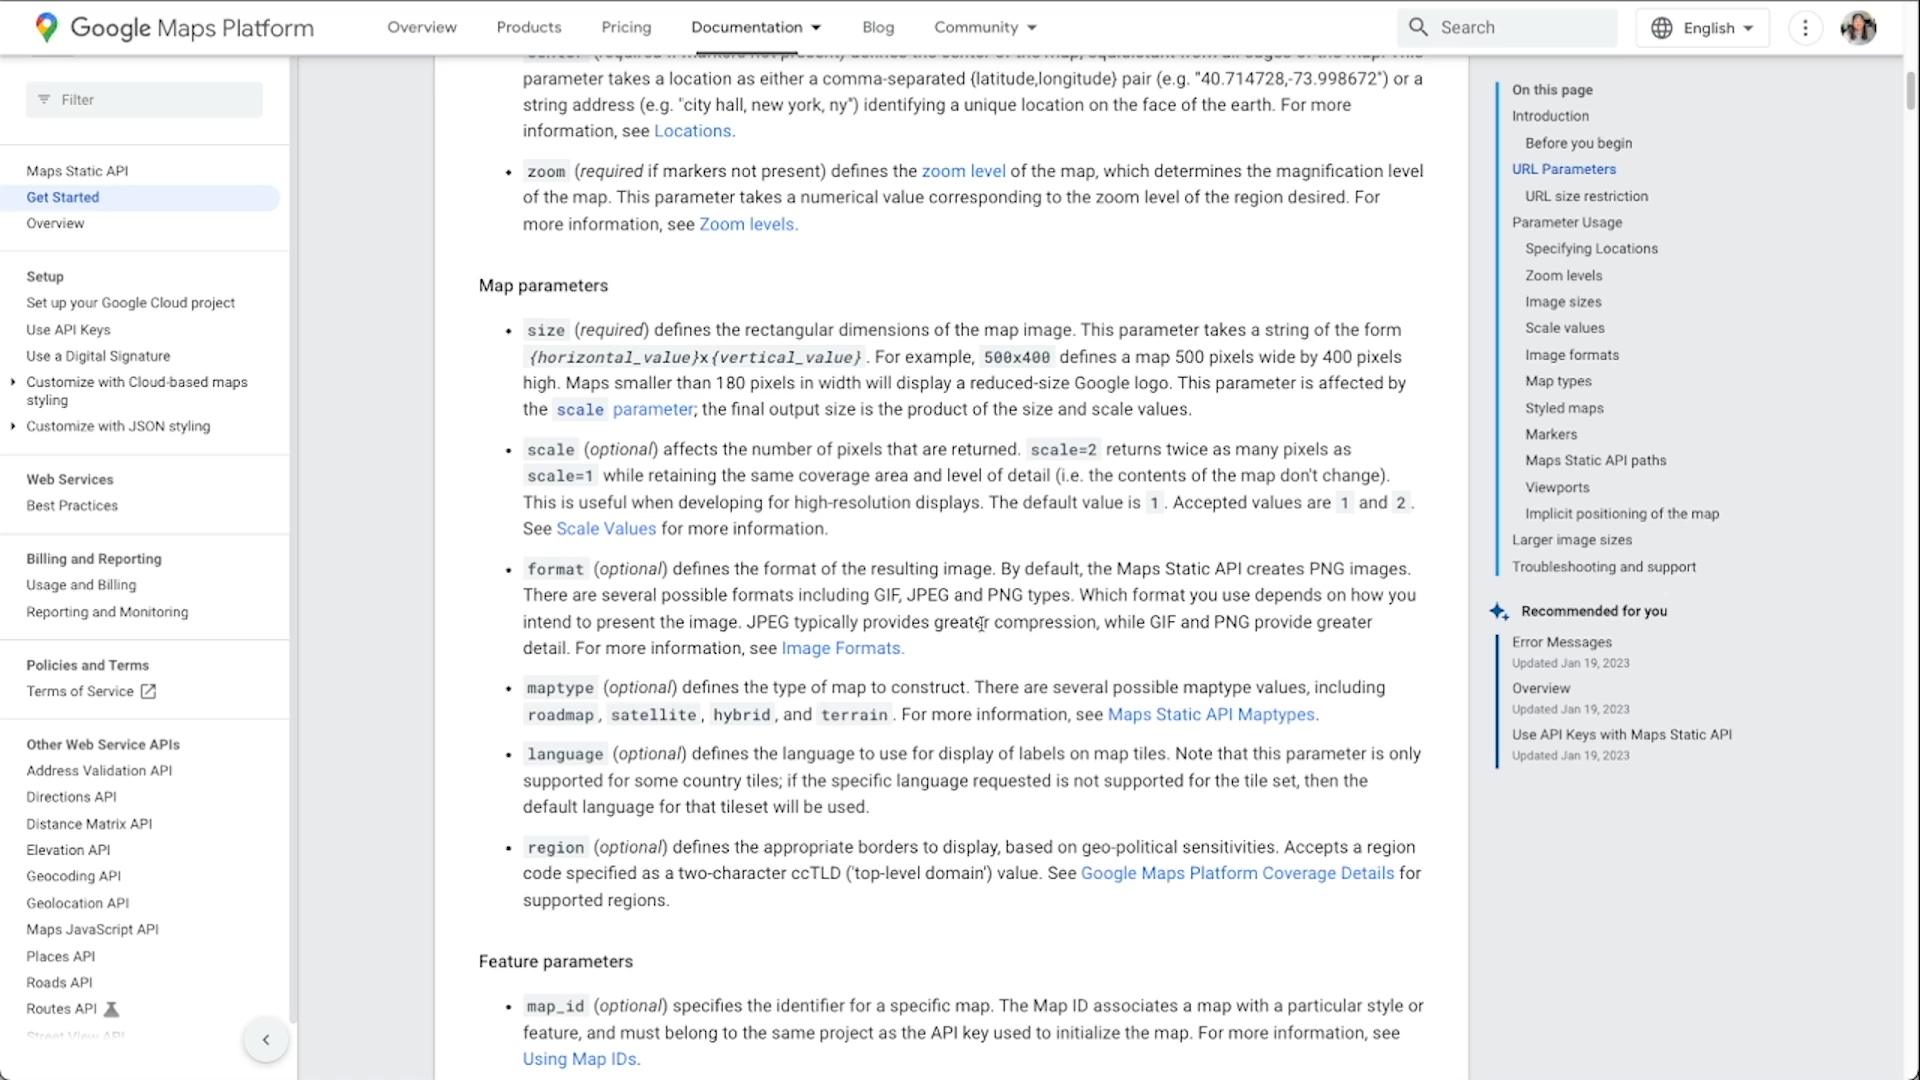 Google Maps Platform
Overview
Products
Pricing
Documentation
Blog
Community
Search
English
Filter
Maps Static API
Get Started
Overview
Setup
Set up your Google Cloud project
Use API Keys
Use a Digital Signature
Customize with Cloud-based maps
styling
Customize with JSON styling
Web Services
Best Practices
Billing and Reporting
Usage and Billing
Reporting and Monitoring
Policies and Terms
Terms of Service
Other Web Service APIs
Address Validation API
Directions API
Distance Matrix API
Elevation API
Geocoding API
Geolocation API
Maps JavaScript API
Places API
Roads API
Routes API
Street View API
parameter takes a location as either a comma-separated {latitude,longitude} pair (e.g. "40.714728,-73.998672") or a
string address (e.g. "city hall, new york, ny") identifying a unique location on the face of the earth. For more
information, see Locations.
• zoom (required if markers not present) defines the zoom level of the map, which determines the magnification level
of the map. This parameter takes a numerical value corresponding to the zoom level of the region desired. For
more information, see Zoom levels.
Map parameters
• size (required) defines the rectangular dimensions of the map image. This parameter takes a string of the form
{horizontal_value}x{vertical_value} . For example, 500x400 defines a map 500 pixels wide by 400 pixels
high. Maps smaller than 180 pixels in width will display a reduced-size Google logo. This parameter is affected by
the scale parameter; the final output size is the product of the size and scale values.
• scale (optional) affects the number of pixels that are returned. scale=2 returns twice as many pixels as
scale=1 while retaining the same coverage area and level of detail (i.e. the contents of the map don't change).
This is useful when developing for high-resolution displays. The default value is 1 . Accepted values are 1 and 2 .
See Scale Values for more information.
• format (optional) defines the format of the resulting image. By default, the Maps Static API creates PNG images.
There are several possible formats including GIF, JPEG and PNG types. Which format you use depends on how you
intend to present the image. JPEG typically provides greater compression, while GIF and PNG provide greater
detail. For more information, see Image Formats.
• maptype (optional) defines the type of map to construct. There are several possible maptype values, including
roadmap , satellite , hybrid , and terrain . For more information, see Maps Static API Maptypes.
• language (optional) defines the language to use for display of labels on map tiles. Note that this parameter is only
supported for some country tiles; if the specific language requested is not supported for the tile set, then the
default language for that tileset will be used.
• region (optional) defines the appropriate borders to display, based on geo-political sensitivities. Accepts a region
code specified as a two-character ccTLD ('top-level domain') value. See Google Maps Platform Coverage Details for
supported regions.
Feature parameters
• map_id (optional) specifies the identifier for a specific map. The Map ID associates a map with a particular style or
feature, and must belong to the same project as the API key used to initialize the map. For more information, see
Using Map IDs.
On this page
Introduction
Before you begin
URL Parameters
URL size restriction
Parameter Usage
Specifying Locations
Zoom levels
Image sizes
Scale values
Image formats
Map types
Styled maps
Markers
Maps Static API paths
Viewports
Implicit positioning of the map
Larger image sizes
Troubleshooting and support
Recommended for you
Error Messages
Updated Jan 19, 2023
Overview
Updated Jan 19, 2023
Use API Keys with Maps Static API
Updated Jan 19, 2023